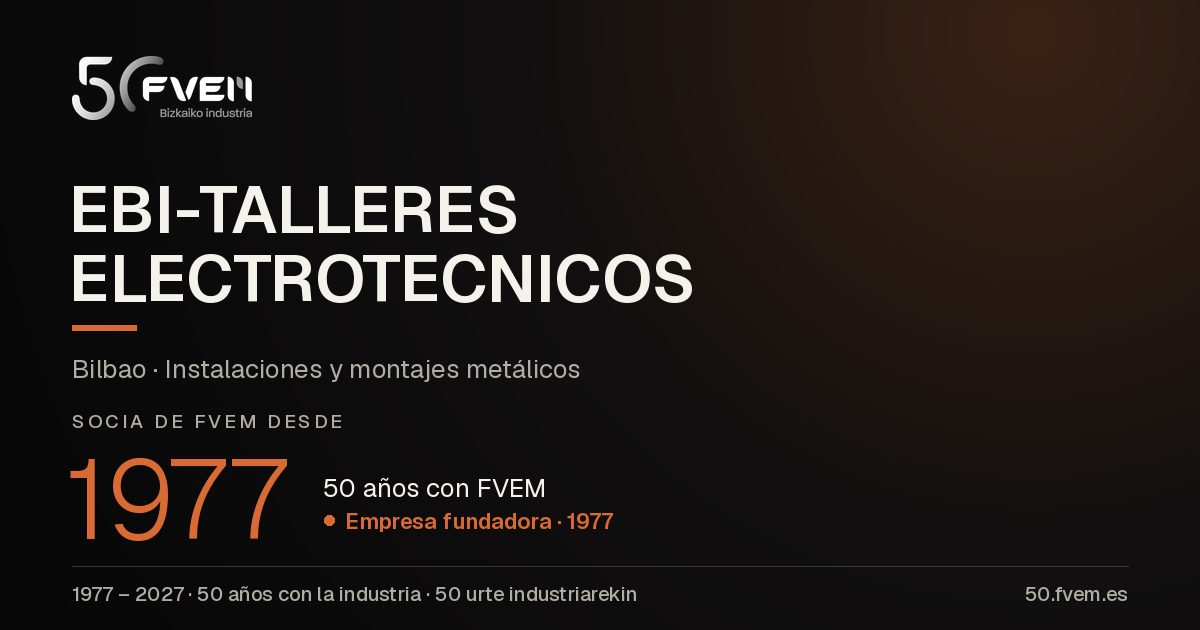 50 FVEM
Bizkaiko industria
EBI-TALLERES
ELECTROTECNICOS
Bilbao · Instalaciones y montajes metálicos
SOCIA DE FVEM DESDE
1977
50 años con FVEM
Empresa fundadora · 1977
1977 – 2027 · 50 años con la industria · 50 urte industriarekin
50.fvem.es